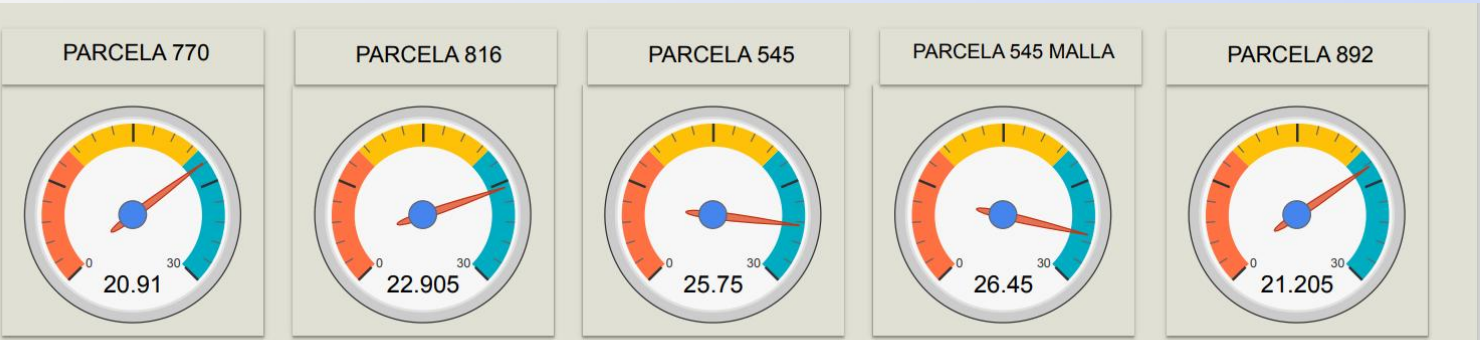 PARCELA 770
PARCELA 816
PARCELA 545
PARCELA 545 MALLA
PARCELA 892
0 30
20.91
0 30
22.905
0 30
25.75
0 30
26.45
0 30
21.205